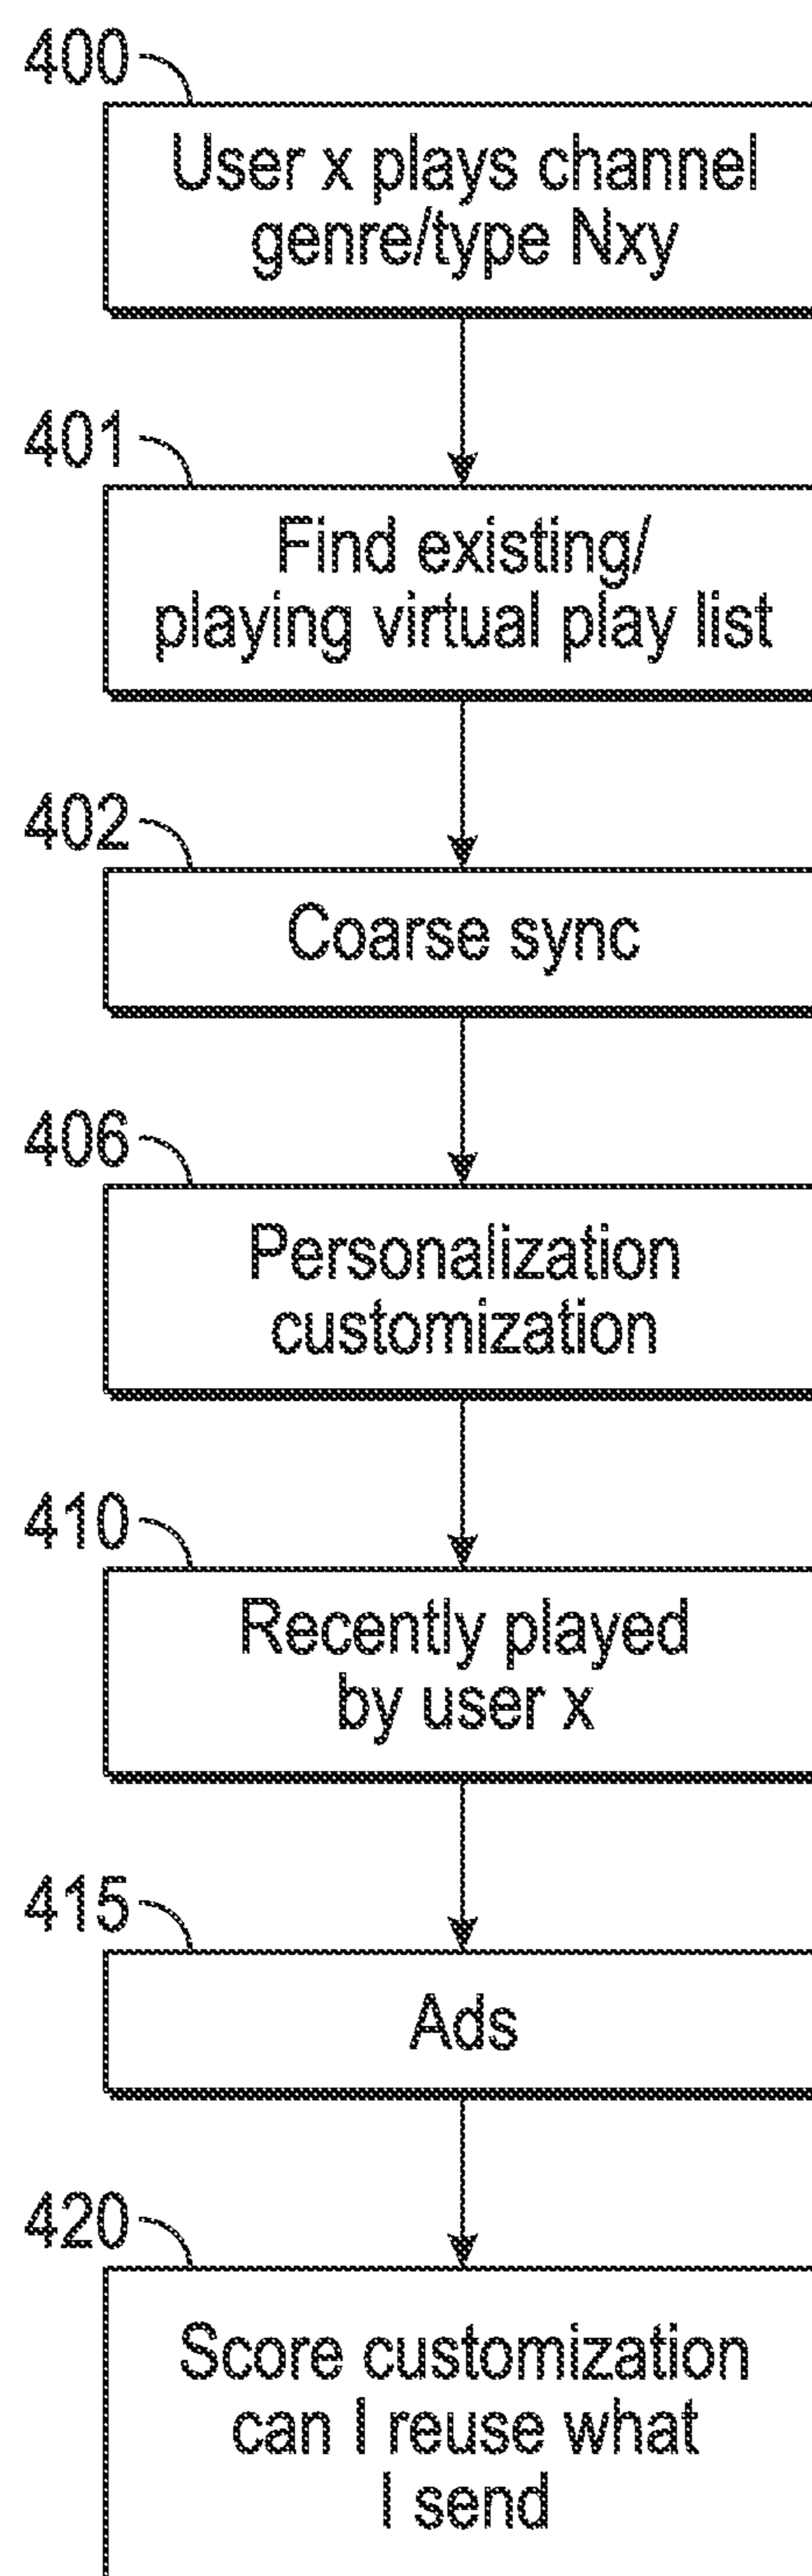 400
User x plays channel
genre/type Nxy
401
Find existing/
playing virtual play list
402
Coarse sync
406
Personalization
customization
410
Recently played
by user x
415
Ads
420
Score customization
can I reuse what
I send